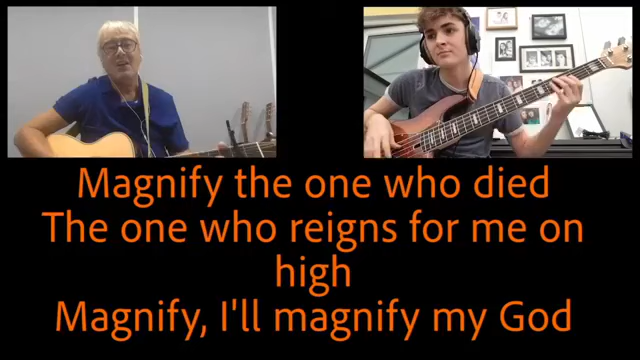 Magnify the one who died
The one who reigns for me on
high
Magnify, I'll magnify my God